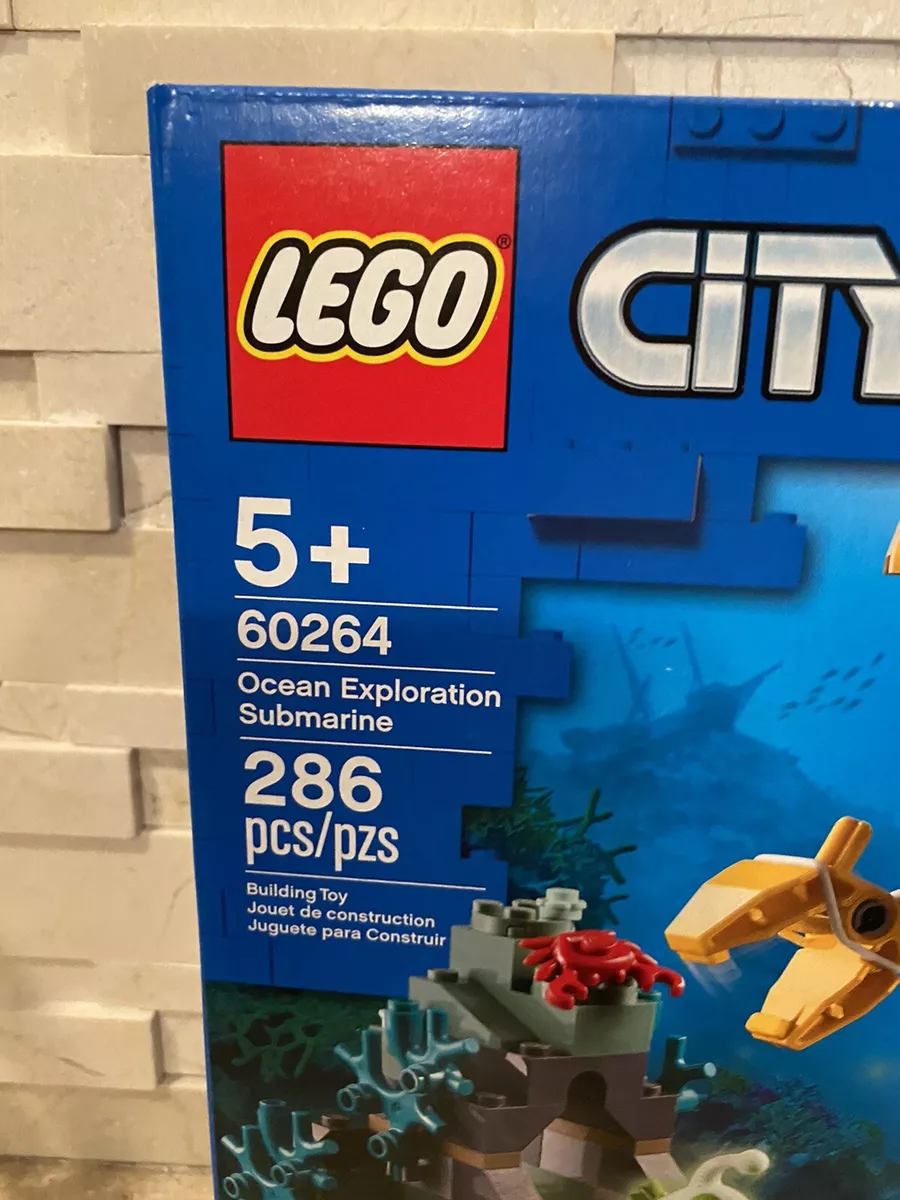 LEGO®
CITY
5+
60264
Ocean Exploration
Submarine
286
pcs/pzs
Building Toy
Jouet de construction
Juguete para Construir